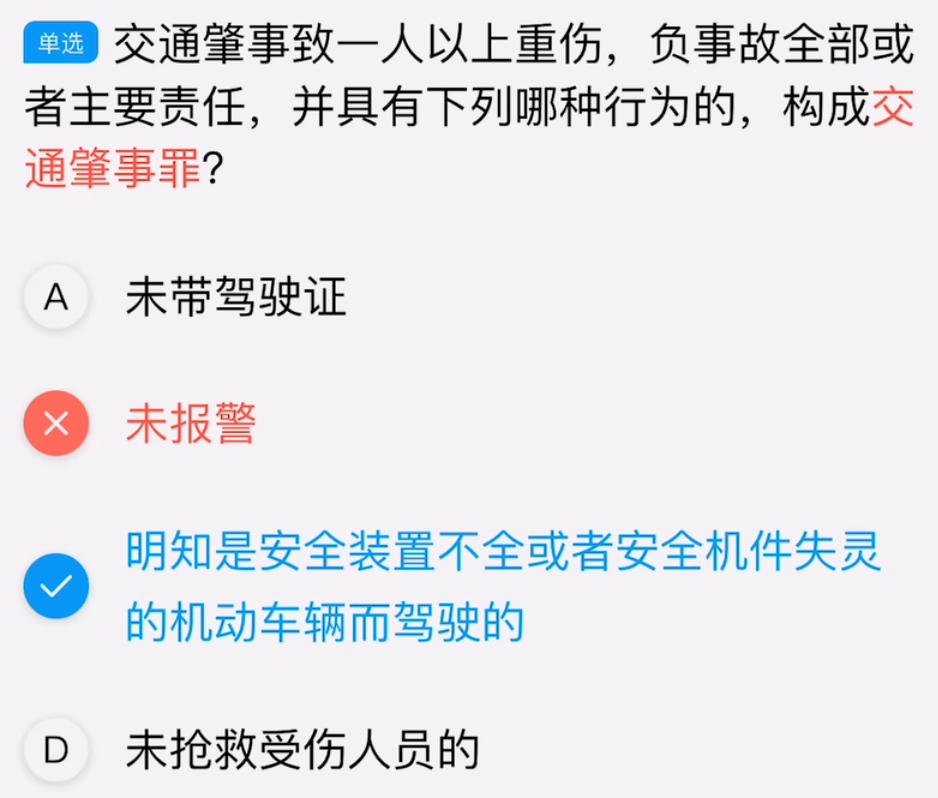 单选 交通肇事致一人以上重伤，负事故全部或
者主要责任，并具有下列哪种行为的，构成交
通肇事罪?
A 未带驾驶证
未报警
明知是安全装置不全或者安全机件失灵
的机动车辆而驾驶的
D 未抢救受伤人员的